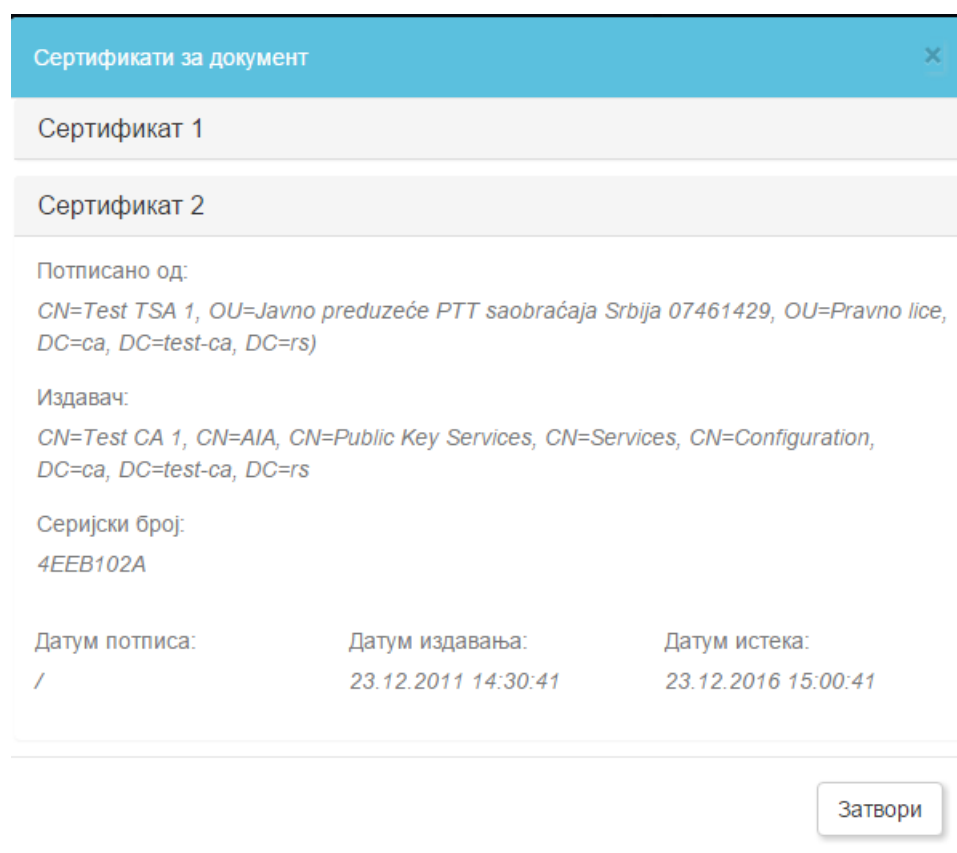 Сертификати за документ
×
Сертификат 1
Сертификат 2
Потписано од:
CN=Test TSA 1, OU=Javno preduzeće PTT saobraćaja Srbija 07461429, OU=Pravno lice,
DC=ca, DC=test-ca, DC=rs)
Издавач:
CN=Test CA 1, CN=AIA, CN=Public Key Services, CN=Services, CN=Configuration,
DC=ca, DC=test-ca, DC=rs
Серијски број:
4EEB102A
Датум потписа: Датум издавања: Датум истека:
/ 23.12.2011 14:30:41 23.12.2016 15:00:41
Затвори